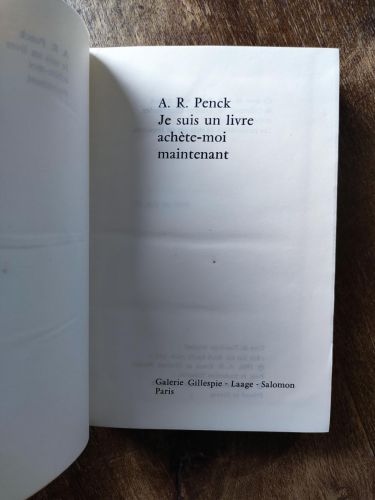 A. R. Penck
Je suis un livre
achète-moi
maintenant
Galerie Gillespie - Laage - Salomon
Paris